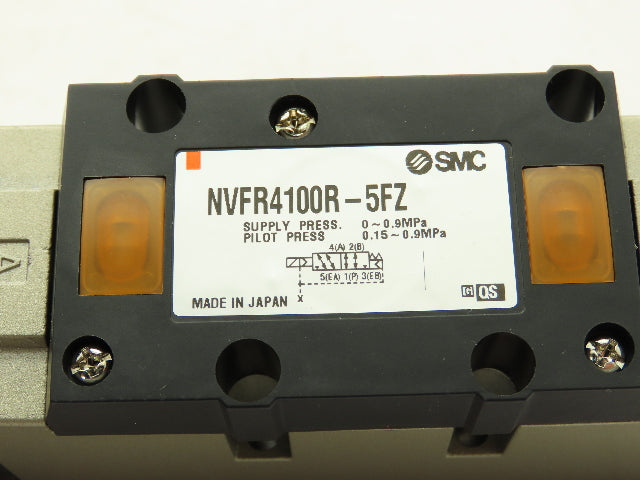 SMC
NVFR4100R-5FZ
SUPPLY PRESS. 0~0.9MPa
PILOT PRESS 0.15~0.9MPa
4(A) 2(B)
5(EA) 1(P) 3(EB)
X
MADE IN JAPAN
[G] QS